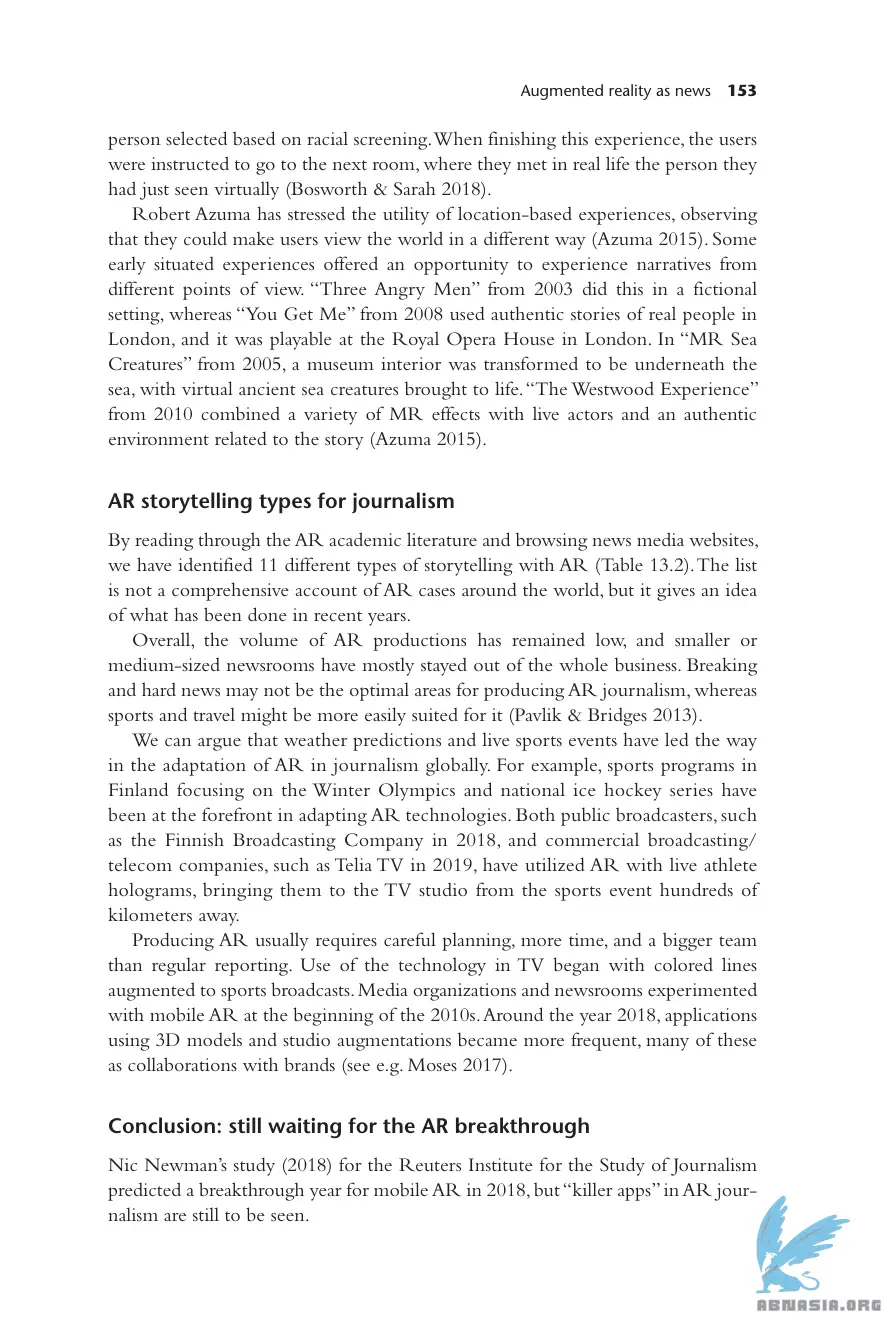 Augmented reality as news 153
person selected based on racial screening. When finishing this experience, the users
were instructed to go to the next room, where they met in real life the person they
had just seen virtually (Bosworth & Sarah 2018).
Robert Azuma has stressed the utility of location-based experiences, observing
that they could make users view the world in a different way (Azuma 2015). Some
early situated experiences offered an opportunity to experience narratives from
different points of view. “Three Angry Men” from 2003 did this in a fictional
setting, whereas “You Get Me” from 2008 used authentic stories of real people in
London, and it was playable at the Royal Opera House in London. In “MR Sea
Creatures” from 2005, a museum interior was transformed to be underneath the
sea, with virtual ancient sea creatures brought to life. “The Westwood Experience”
from 2010 combined a variety of MR effects with live actors and an authentic
environment related to the story (Azuma 2015).
AR storytelling types for journalism
By reading through the AR academic literature and browsing news media websites,
we have identified 11 different types of storytelling with AR (Table 13.2). The list
is not a comprehensive account of AR cases around the world, but it gives an idea
of what has been done in recent years.
Overall, the volume of AR productions has remained low, and smaller or
medium-sized newsrooms have mostly stayed out of the whole business. Breaking
and hard news may not be the optimal areas for producing AR journalism, whereas
sports and travel might be more easily suited for it (Pavlik & Bridges 2013).
We can argue that weather predictions and live sports events have led the way
in the adaptation of AR in journalism globally. For example, sports programs in
Finland focusing on the Winter Olympics and national ice hockey series have
been at the forefront in adapting AR technologies. Both public broadcasters, such
as the Finnish Broadcasting Company in 2018, and commercial broadcasting/
telecom companies, such as Telia TV in 2019, have utilized AR with live athlete
holograms, bringing them to the TV studio from the sports event hundreds of
kilometers away.
Producing AR usually requires careful planning, more time, and a bigger team
than regular reporting. Use of the technology in TV began with colored lines
augmented to sports broadcasts. Media organizations and newsrooms experimented
with mobile AR at the beginning of the 2010s. Around the year 2018, applications
using 3D models and studio augmentations became more frequent, many of these
as collaborations with brands (see e.g. Moses 2017).
Conclusion: still waiting for the AR breakthrough
Nic Newman’s study (2018) for the Reuters Institute for the Study of Journalism
predicted a breakthrough year for mobile AR in 2018, but “killer apps” in AR jour-
nalism are still to be seen.
ABNASIA.ORG